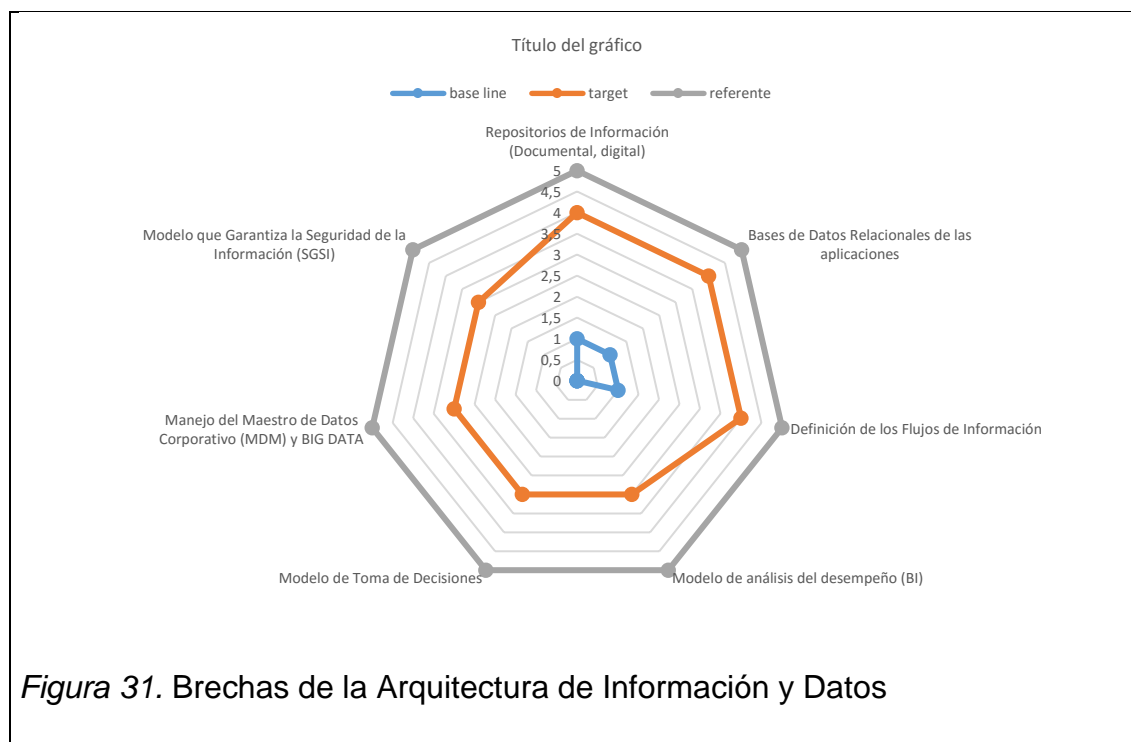 Título del gráfico
base line
target
referente
Repositorios de Información
(Documental, digital)
5
4,5
4
3,5
3
2,5
2
1,5
1
0,5
0
Bases de Datos Relacionales de las
aplicaciones
Definición de los Flujos de Información
Modelo de análisis del desempeño (BI)
Modelo de Toma de Decisiones
Manejo del Maestro de Datos
Corporativo (MDM) y BIG DATA
Modelo que Garantiza la Seguridad de la
Información (SGSI)
Figura 31. Brechas de la Arquitectura de Información y Datos